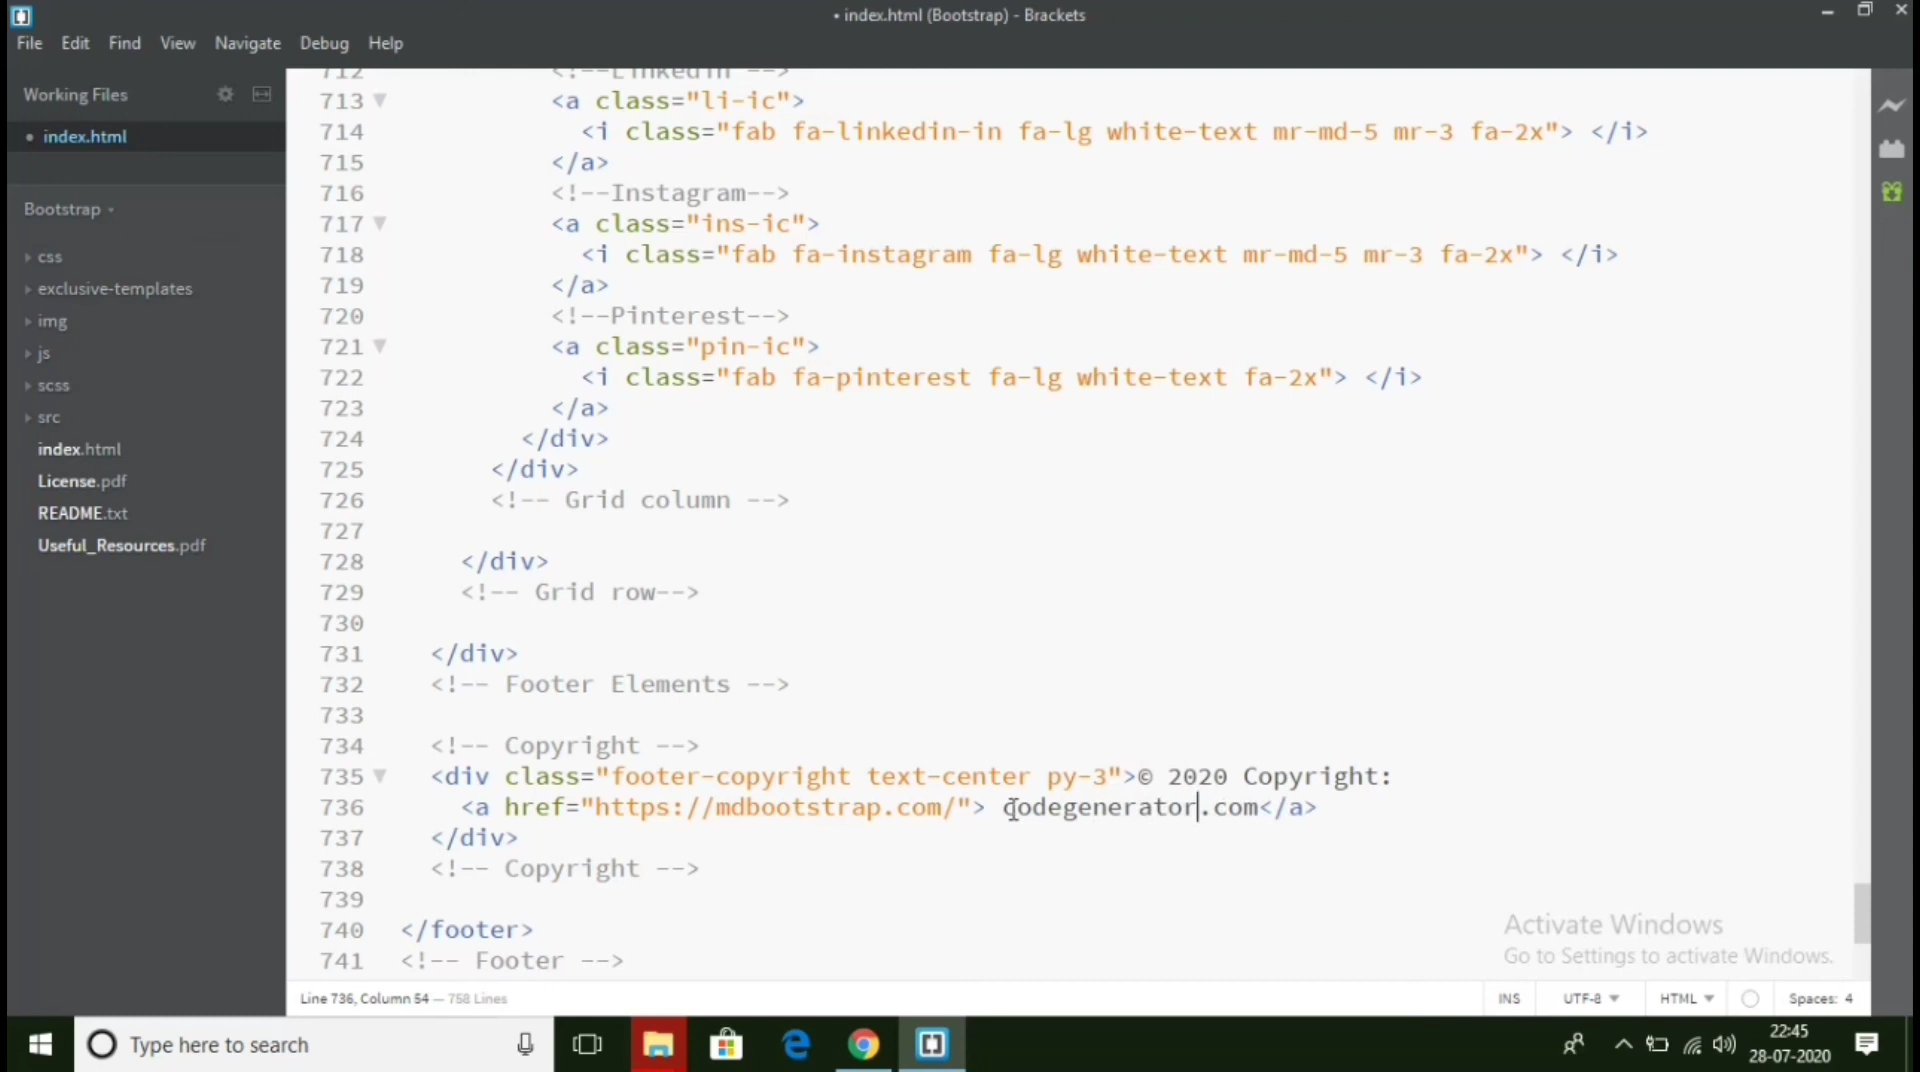 • index.html (Bootstrap) - Brackets
File Edit Find View Navigate Debug Help
Working Files
• index.html
Bootstrap
css
exclusive-templates
img
js
scss
src
index.html
License.pdf
README.txt
Useful_Resources.pdf
712 <!--Linkedin -->
713 <a class="li-ic">
714 <i class="fab fa-linkedin-in fa-lg white-text mr-md-5 mr-3 fa-2x"> </i>
715 </a>
716 <!--Instagram-->
717 <a class="ins-ic">
718 <i class="fab fa-instagram fa-lg white-text mr-md-5 mr-3 fa-2x"> </i>
719 </a>
720 <!--Pinterest-->
721 <a class="pin-ic">
722 <i class="fab fa-pinterest fa-lg white-text fa-2x"> </i>
723 </a>
724 </div>
725 </div>
726 <!-- Grid column -->
727
728 </div>
729 <!-- Grid row-->
730
731 </div>
732 <!-- Footer Elements -->
733
734 <!-- Copyright -->
735 <div class="footer-copyright text-center py-3">© 2020 Copyright:
736 <a href="https://mdbootstrap.com/"> codegenerator.com</a>
737 </div>
738 <!-- Copyright -->
739
740 </footer>
741 <!-- Footer -->
Activate Windows
Go to Settings to activate Windows.
Line 736, Column 54 — 758 Lines
INS UTF-8 HTML Spaces: 4
Type here to search
22:45
28-07-2020